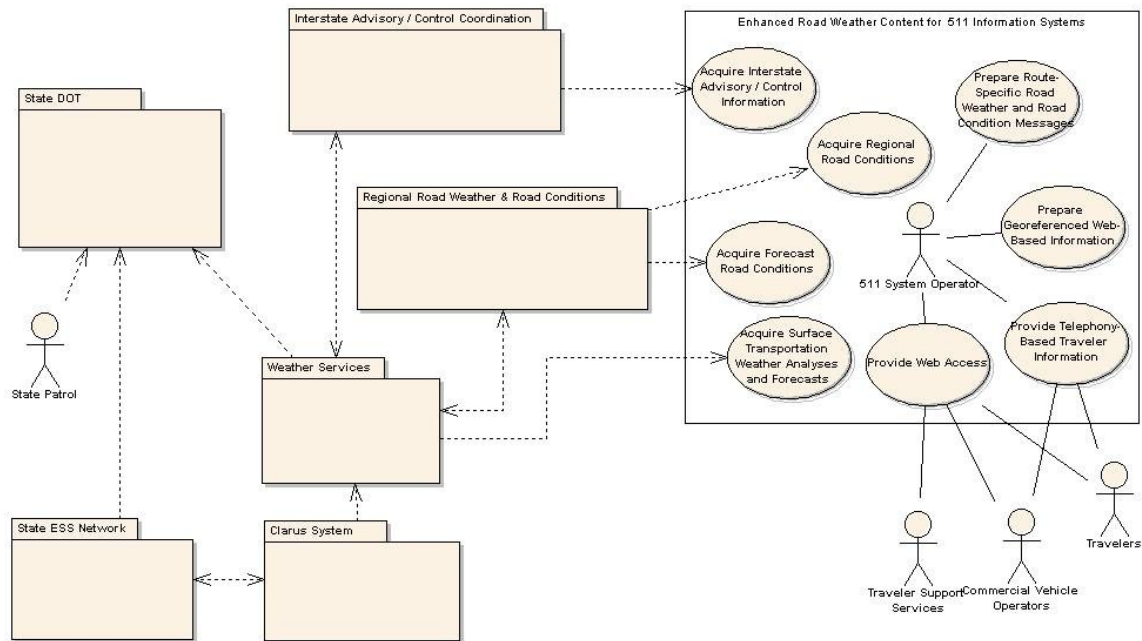 Interstate Advisory / Control Coordination
Enhanced Road Weather Content for 511 Information Systems
Acquire Interstate
Advisory / Control
Information
Prepare Route-
Specific Road
Weather and Road
Condition Messages
State DOT
Acquire Regional
Road Conditions
Regional Road Weather & Road Conditions
Prepare
Georeferenced Web-
Based Information
Acquire Forecast
Road Conditions
511 System Operator
Acquire Surface
Transportation
Weather Analyses
and Forecasts
Provide Telephony-
Based Traveler
Information
Provide Web Access
Weather Services
State Patrol
State ESS Network
Clarus System
Travelers
Traveler Support
Services
Commercial Vehicle
Operators